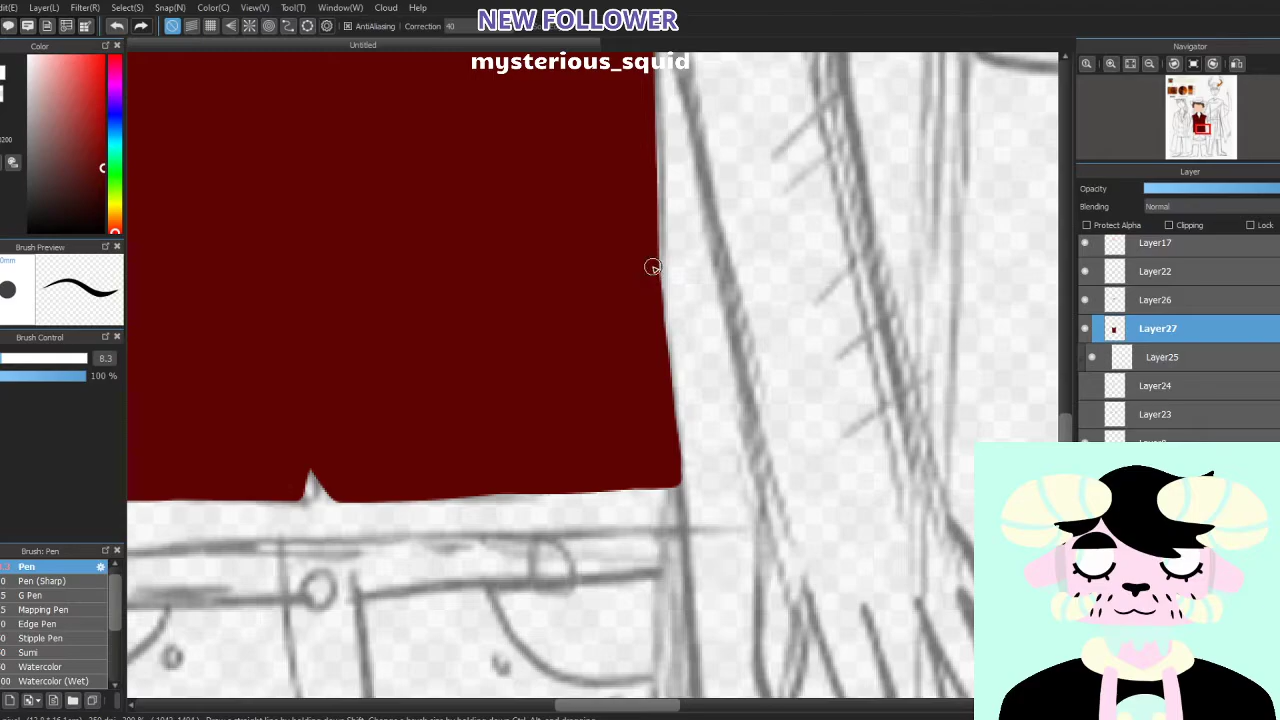 Layer(L) Filter(R) Select(S) Snap(N) Color(C) View(V) Tool(T) Window(W) Cloud Help
AntiAliasing Correction 40
NEW FOLLOWER
mysterious_squid
Color
Untitled
Navigator
Layer
Opacity
Blending Normal
Protect Alpha Clipping Lock
Layer17
Layer22
Layer26
Layer27
Layer25
Layer24
Layer23
Brush Preview
Brush Control
8.3
100 %
Brush: Pen
Pen
Pen (Sharp)
G Pen
Mapping Pen
Edge Pen
Stipple Pen
Sumi
Watercolor
Watercolor (Wet)